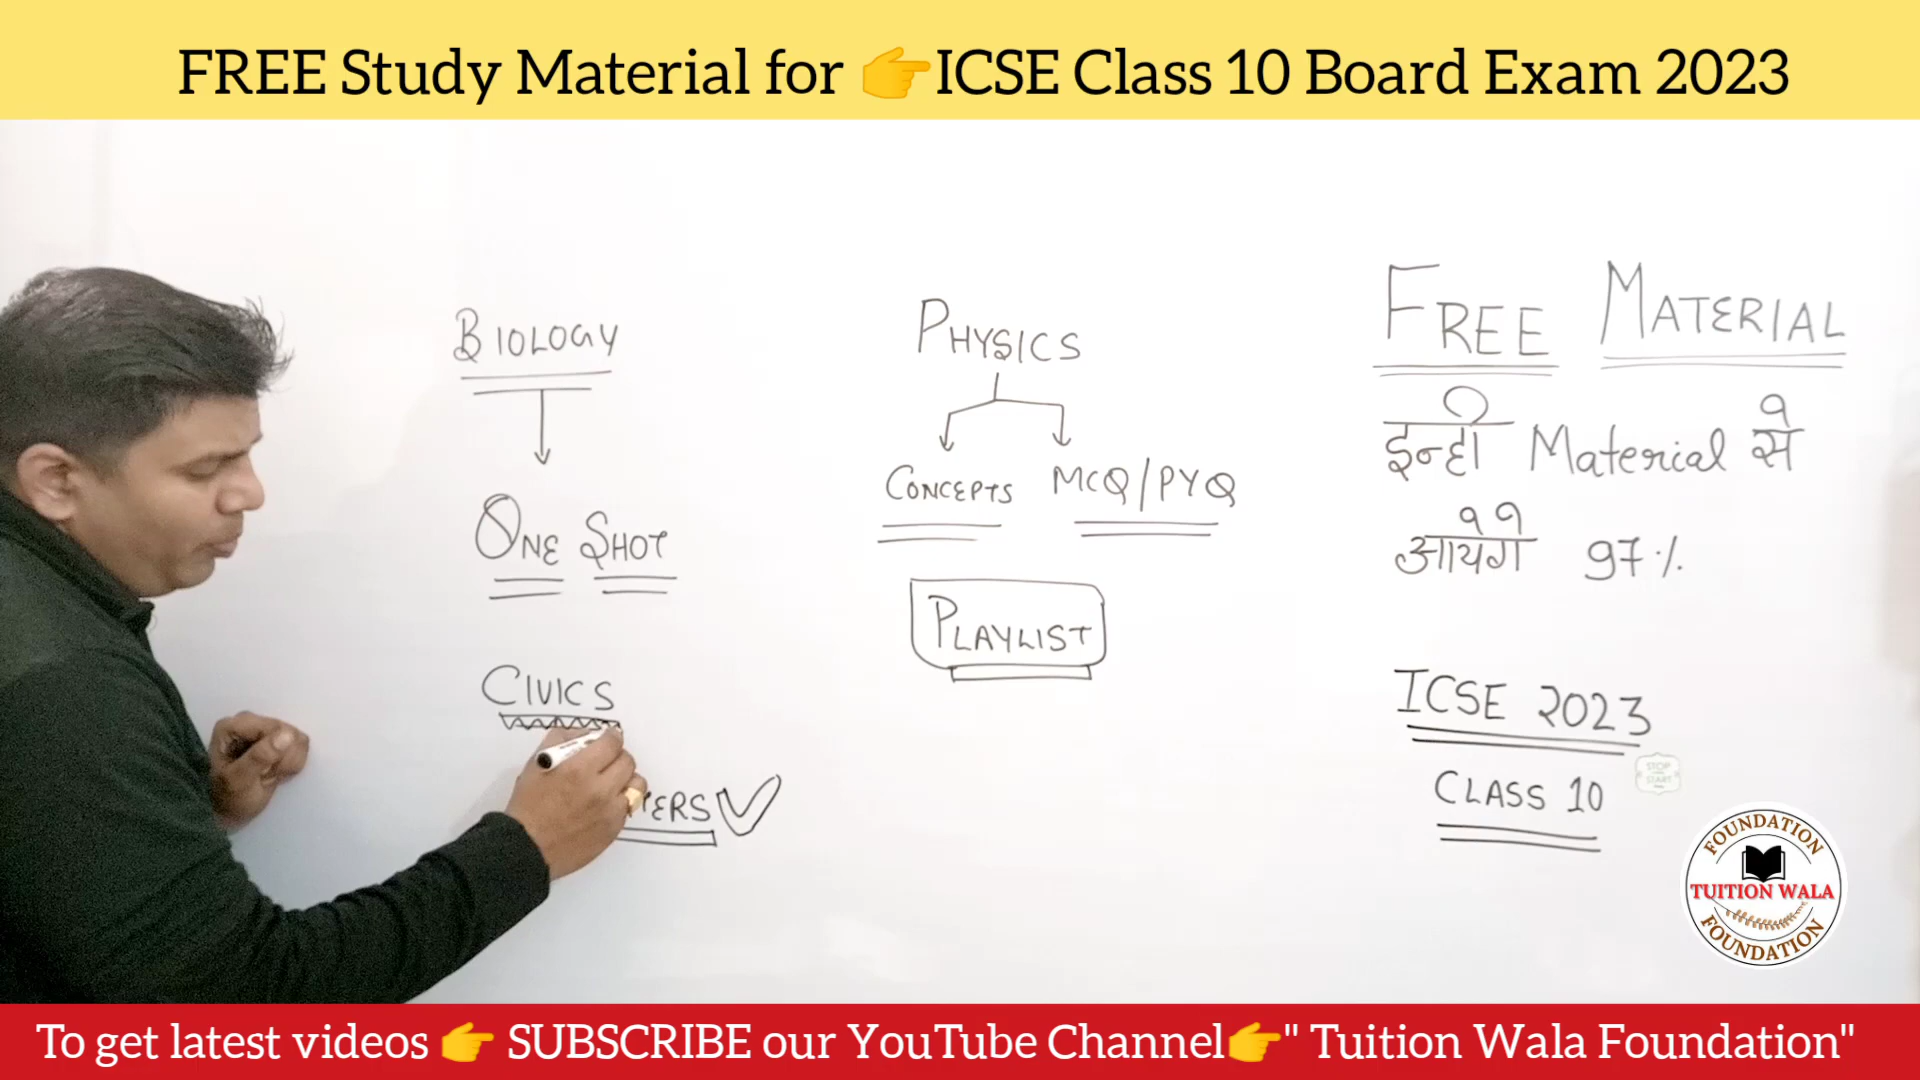 FREE Study Material for 👉ICSE Class 10 Board Exam 2023
BIOLOGY
ONE SHOT
CIVICS
PHYSICS
CONCEPTS MCQ/PYQ
PLAYLIST
FREE MATERIAL
इन्ही Material से
आयेगे 97%
ICSE 2023
CLASS 10
STOP
START
FOUNDATION
TUITION WALA
FOUNDATION
To get latest videos 👉 SUBSCRIBE our YouTube Channel👉" Tuition Wala Foundation"